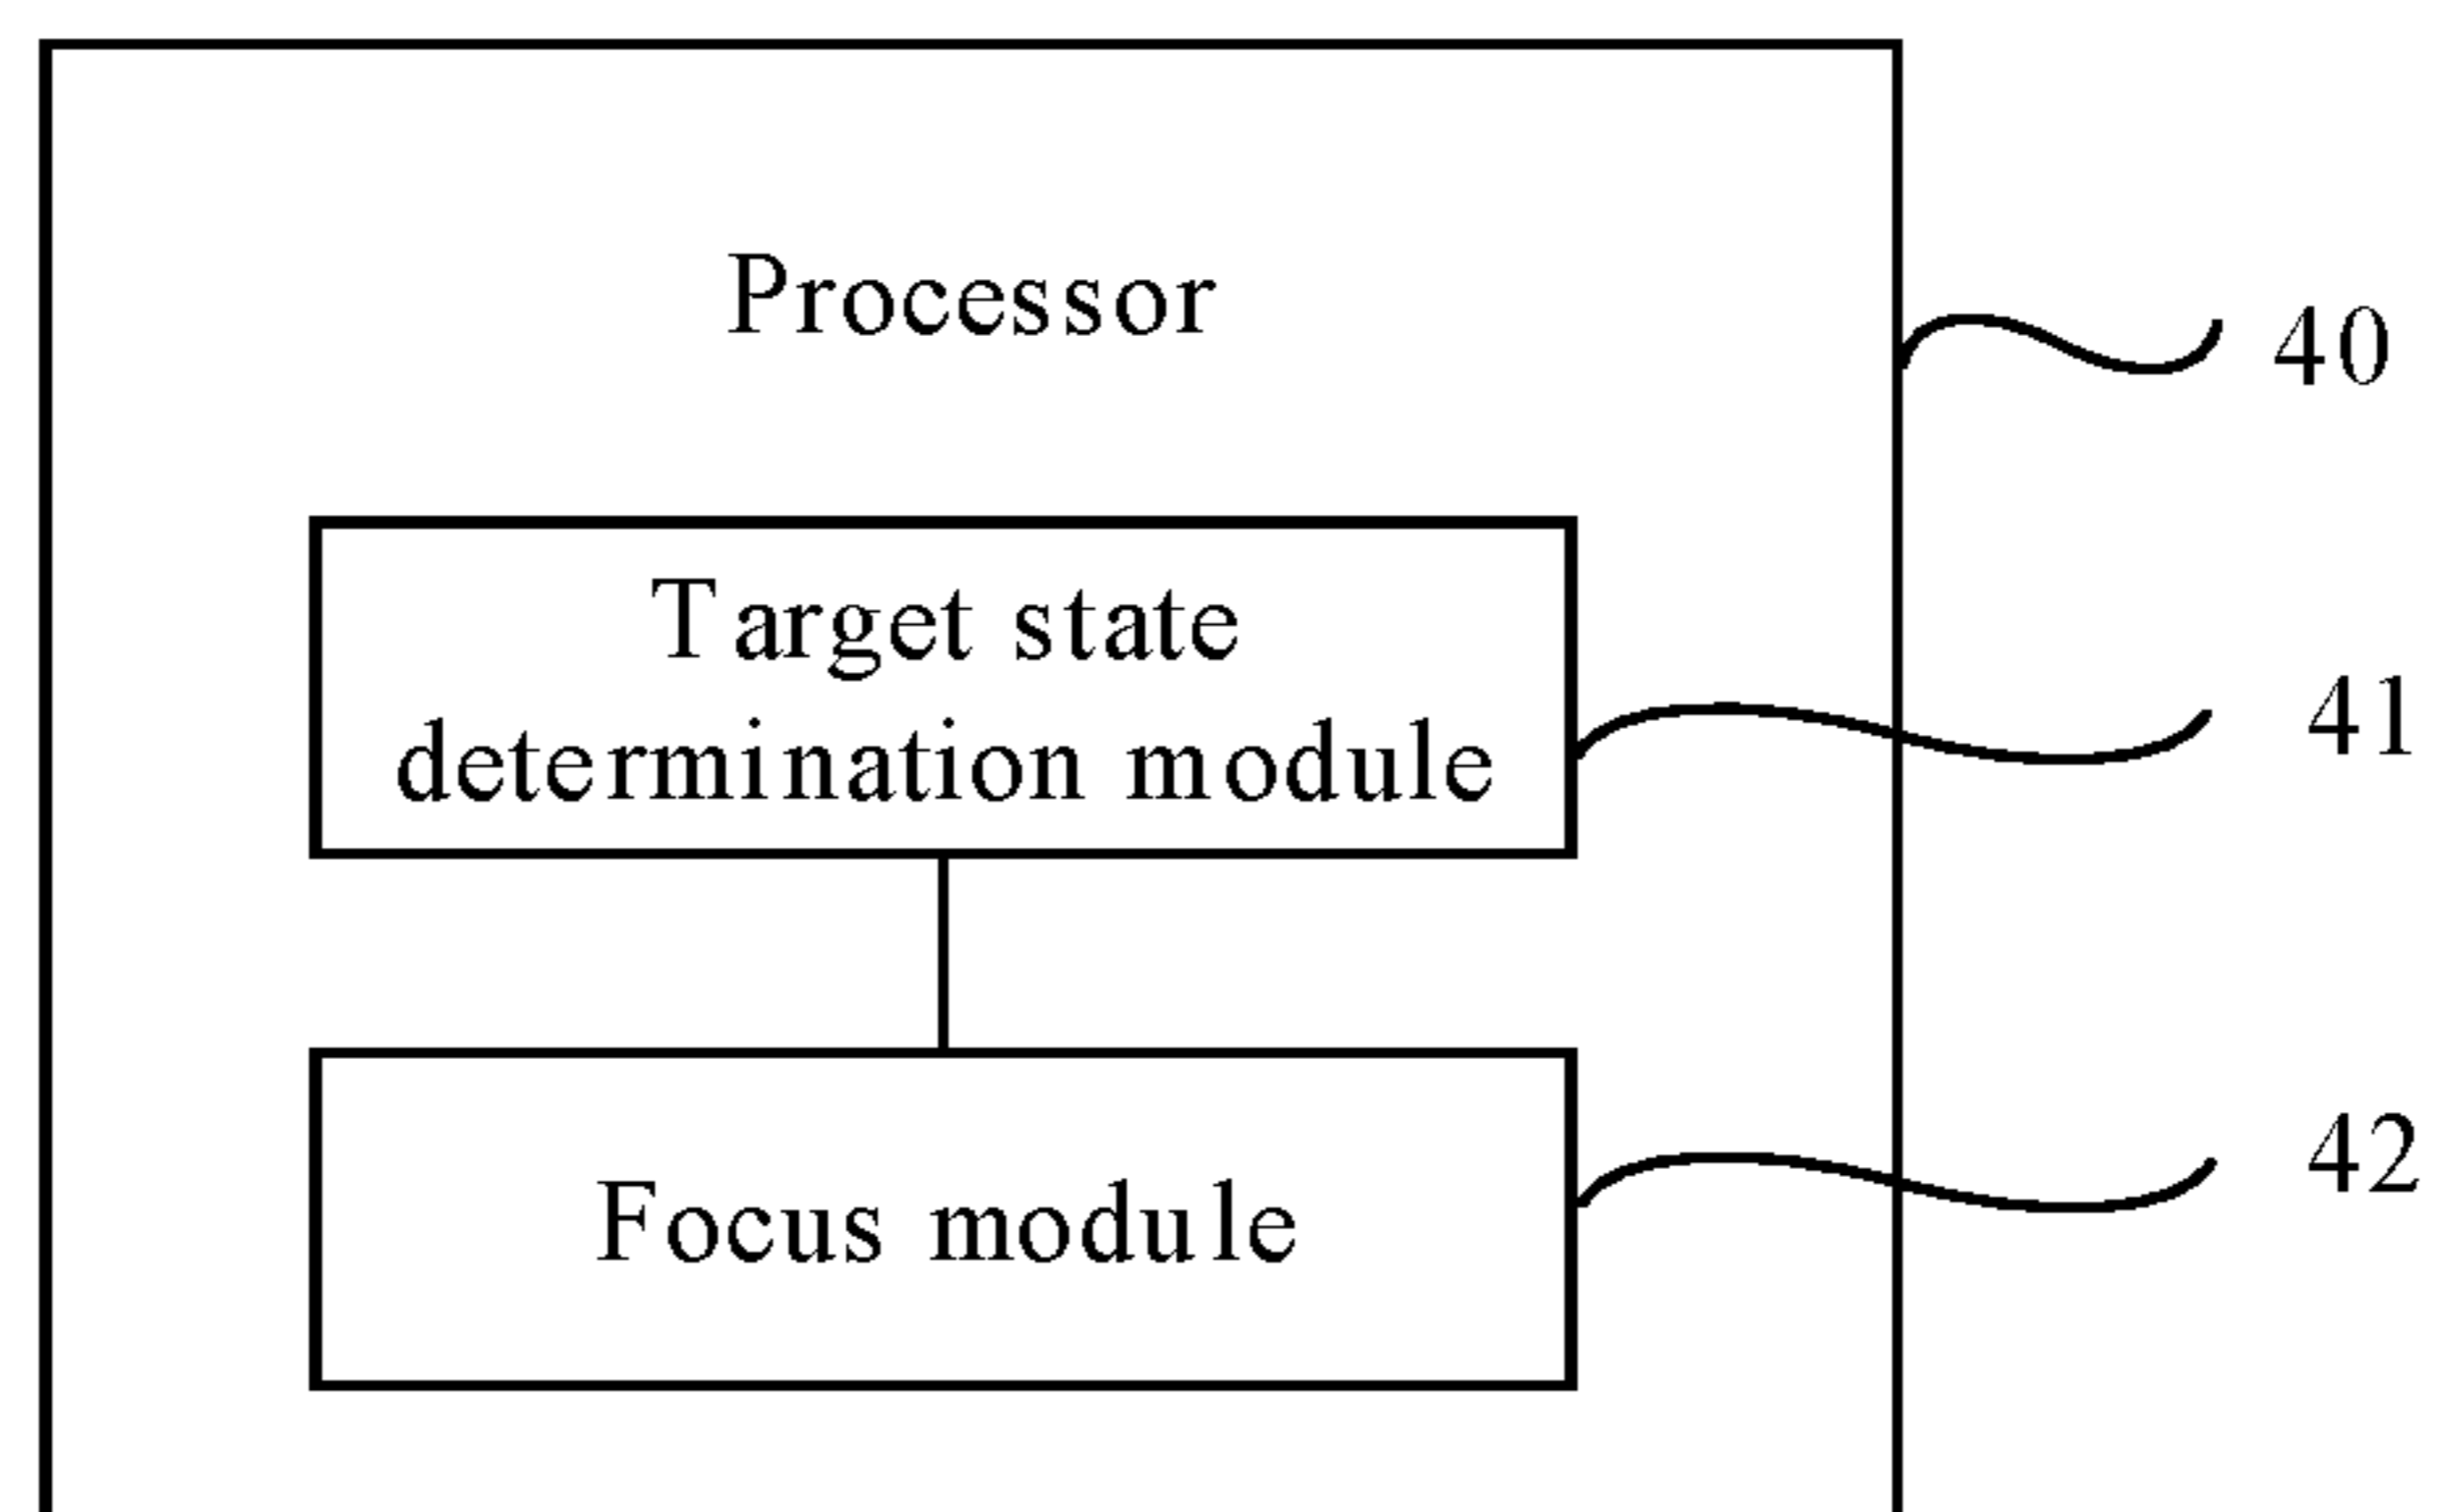 Processor
40
Target state
determination module
41
Focus module
42